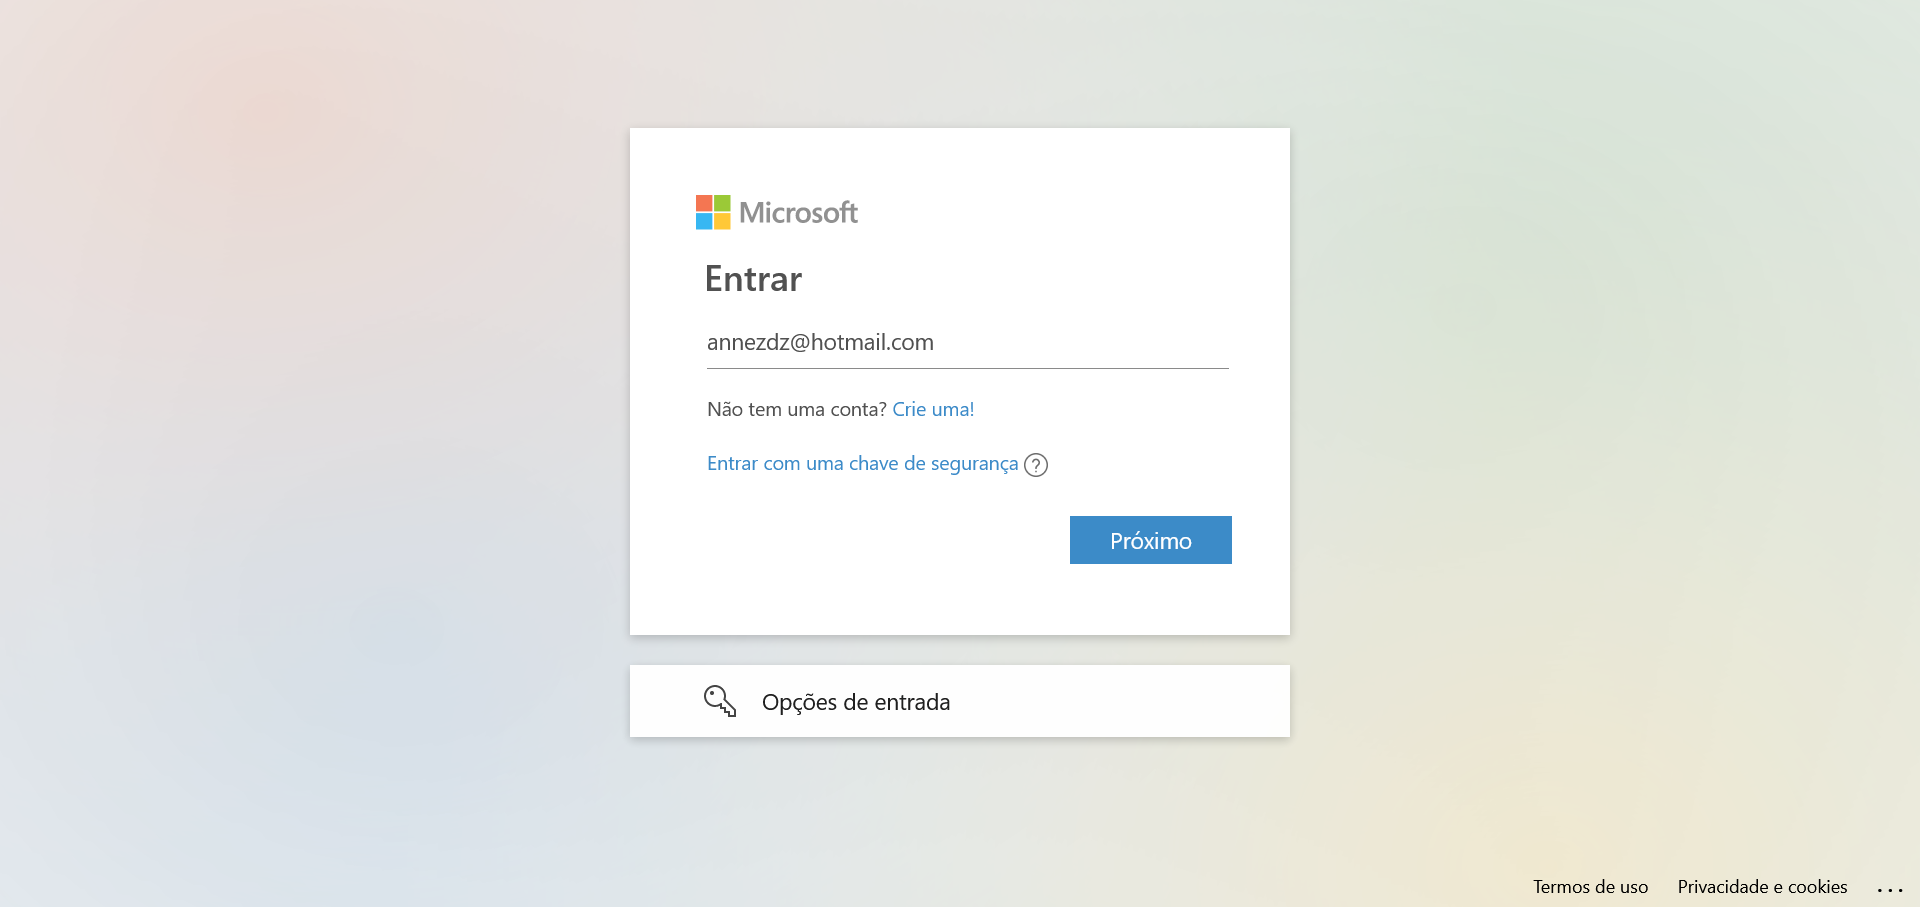 Microsoft
Entrar
annezdz@hotmail.com
Não tem uma conta? Crie uma!
Entrar com uma chave de segurança ?
Próximo
Opções de entrada
Termos de uso Privacidade e cookies ...